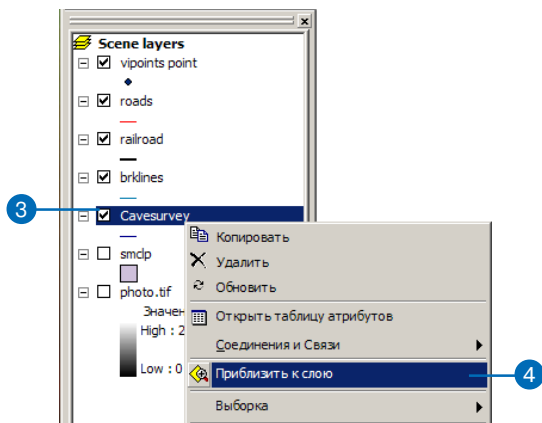 Scene layers
vipoints point
roads
railroad
brklines
3
Cavesurvey
Копировать
smclp
Удалить
Обновить
photo.tif
Значен
Открыть таблицу атрибутов
High : 2
Соединения и Связи
Low : 0
Приблизить к слою
4
Выборка